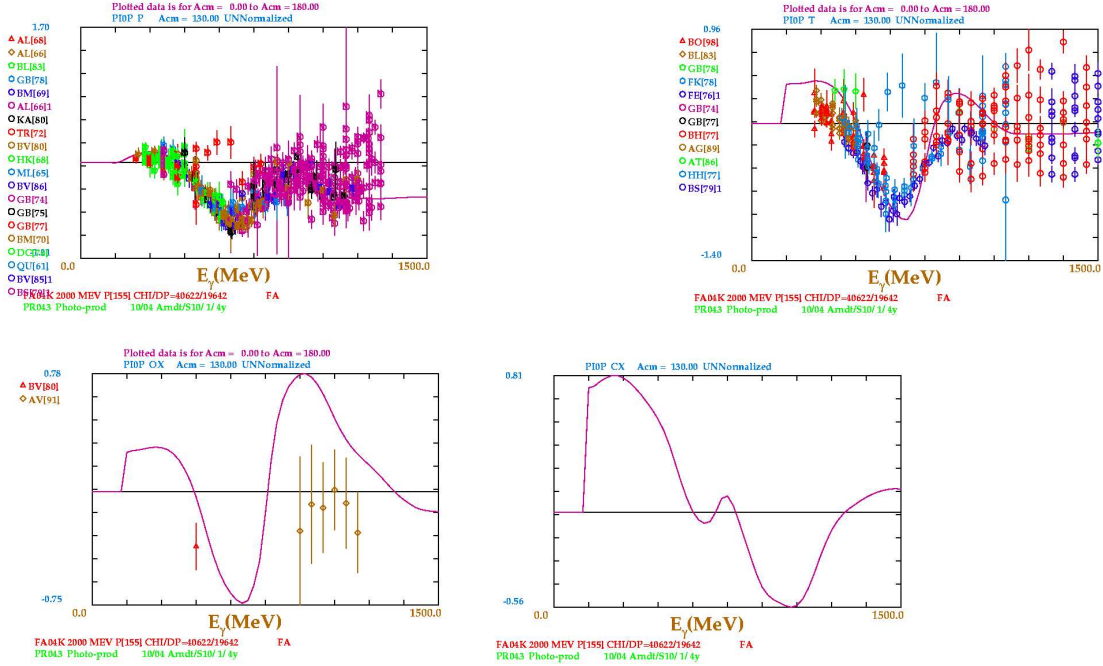 Plotted data is for Acm = 0.00 to Acm = 180.00
PI0P P Acm = 130.00 UNNormalized
1.70
AL[68]
AL[66]
BL[83]
GB[78]
BM[69]
AL[66]1
KA[80]
TR[72]
BV[80]
HK[68]
ML[65]
BV[86]
GB[74]
GB[75]
GB[77]
BM[70]
QU[61]
BV[85]1
0.0
1500.0
Eγ(MeV)
FA04K 2000 MEV P[155] CHI/DP=40622/19642 FA
PR043 Photo-prod 10/04 Arndt/S10/ 1/ 4y
Plotted data is for Acm = 0.00 to Acm = 180.00
PI0P T Acm = 130.00 UNNormalized
0.96
BO[98]
BL[83]
GB[78]
FK[78]
FE[76]1
GB[74]
GB[77]
BH[77]
AG[89]
AT[86]
HH[77]
BS[79]1
-1.40
0.0
1500.0
Eγ(MeV)
FA04K 2000 MEV P[155] CHI/DP=40622/19642 FA
PR043 Photo-prod 10/04 Arndt/S10/ 1/ 4y
Plotted data is for Acm = 0.00 to Acm = 180.00
PI0P OX Acm = 130.00 UNNormalized
0.78
BV[80]
AV[91]
-0.75
0.0
1500.0
Eγ(MeV)
FA04K 2000 MEV P[155] CHI/DP=40622/19642 FA
PR043 Photo-prod 10/04 Arndt/S10/ 1/ 4y
PI0P CX Acm = 130.00 UNNormalized
0.81
-0.56
0.0
1500.0
Eγ(MeV)
FA04K 2000 MEV P[155] CHI/DP=40622/19642 FA
PR043 Photo-prod 10/04 Arndt/S10/ 1/ 4y